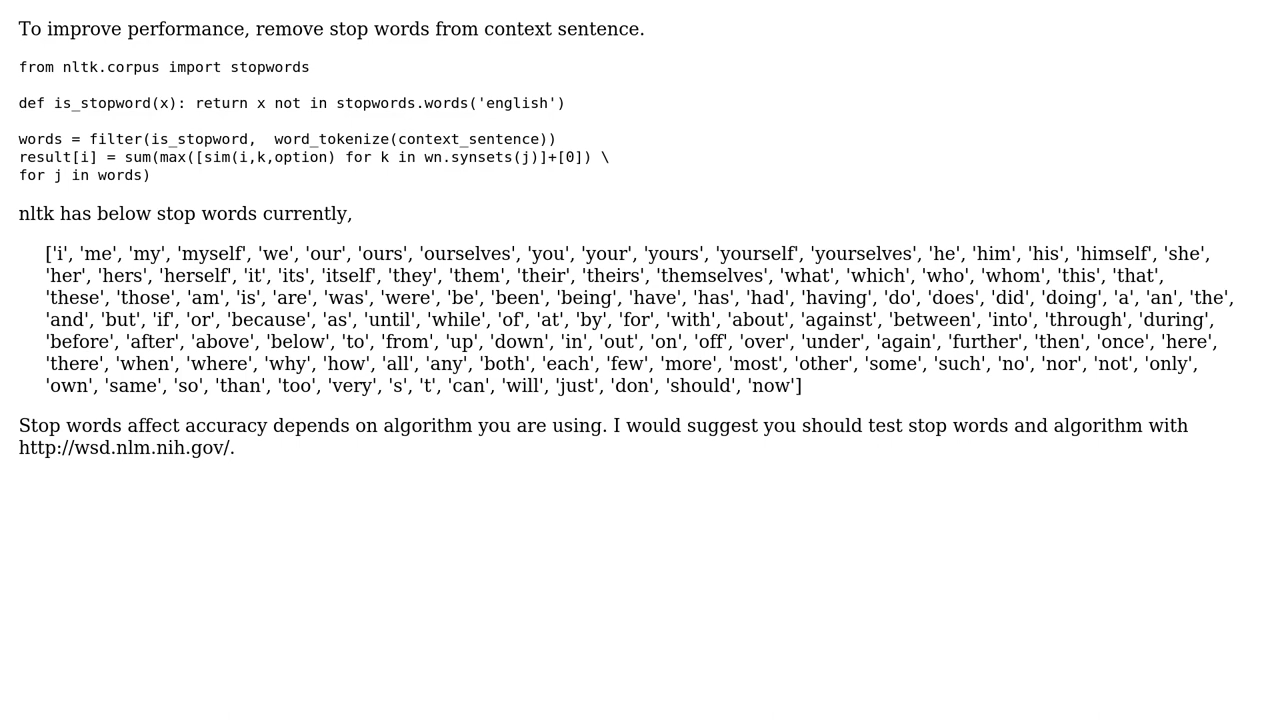 To improve performance, remove stop words from context sentence.
from nltk.corpus import stopwords
def is_stopword(x): return x not in stopwords.words('english')
words = filter(is_stopword,  word_tokenize(context_sentence))
result[i] = sum(max([sim(i,k,option) for k in wn.synsets(j)]+[0]) \
for j in words)
nltk has below stop words currently,
['i', 'me', 'my', 'myself', 'we', 'our', 'ours', 'ourselves', 'you', 'your', 'yours', 'yourself', 'yourselves', 'he', 'him', 'his', 'himself', 'she',
'her', 'hers', 'herself', 'it', 'its', 'itself', 'they', 'them', 'their', 'theirs', 'themselves', 'what', 'which', 'who', 'whom', 'this', 'that',
'these', 'those', 'am', 'is', 'are', 'was', 'were', 'be', 'been', 'being', 'have', 'has', 'had', 'having', 'do', 'does', 'did', 'doing', 'a', 'an', 'the',
'and', 'but', 'if', 'or', 'because', 'as', 'until', 'while', 'of', 'at', 'by', 'for', 'with', 'about', 'against', 'between', 'into', 'through', 'during',
'before', 'after', 'above', 'below', 'to', 'from', 'up', 'down', 'in', 'out', 'on', 'off', 'over', 'under', 'again', 'further', 'then', 'once', 'here',
'there', 'when', 'where', 'why', 'how', 'all', 'any', 'both', 'each', 'few', 'more', 'most', 'other', 'some', 'such', 'no', 'nor', 'not', 'only',
'own', 'same', 'so', 'than', 'too', 'very', 's', 't', 'can', 'will', 'just', 'don', 'should', 'now']
Stop words affect accuracy depends on algorithm you are using. I would suggest you should test stop words and algorithm with
http://wsd.nlm.nih.gov/.